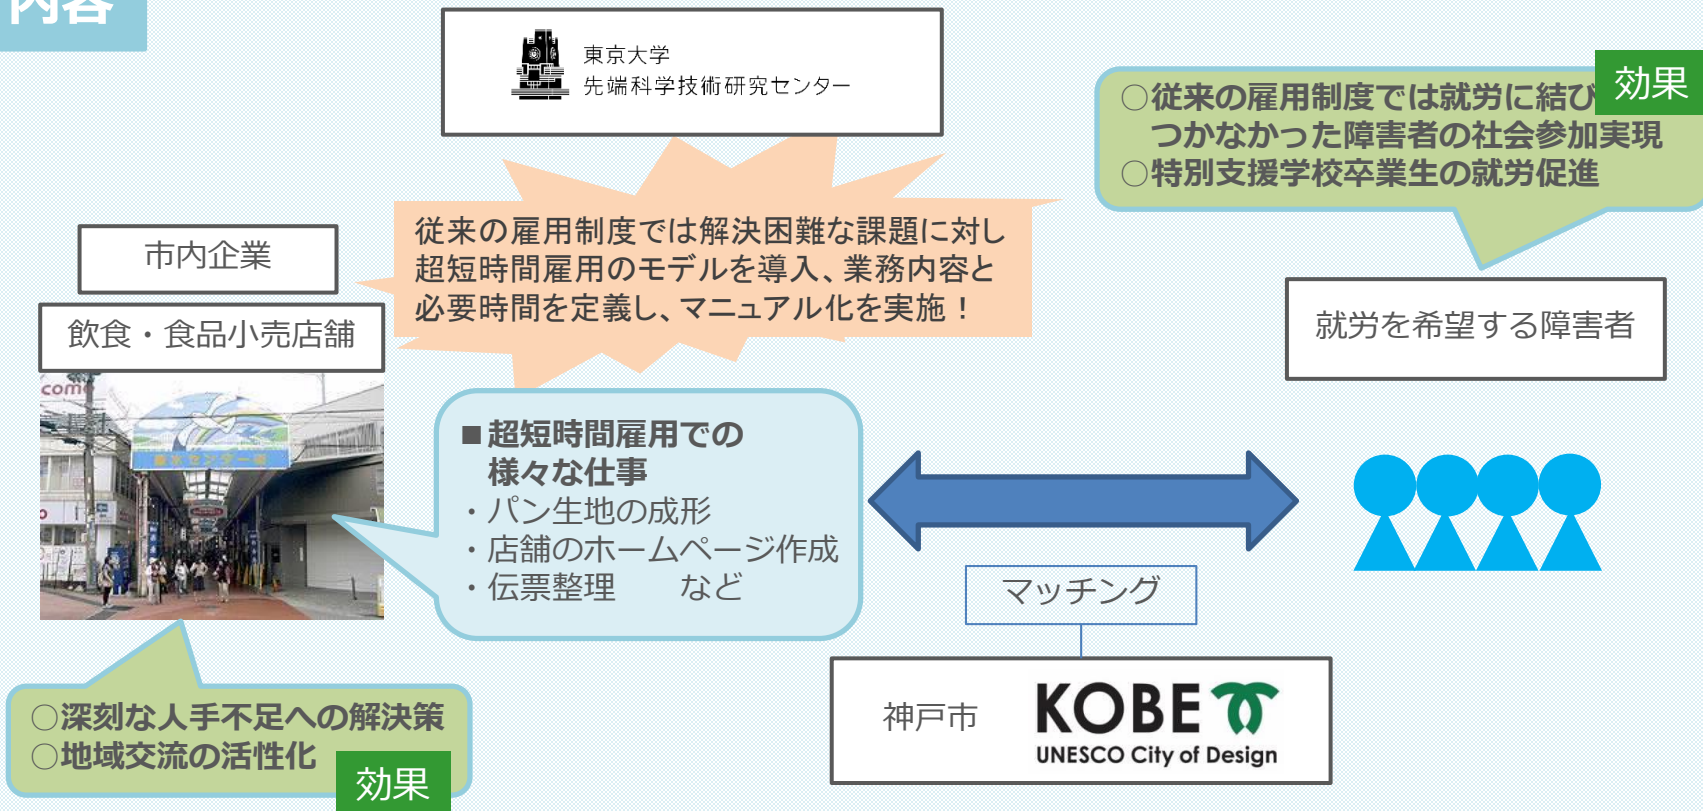 内容
東京大学
先端科学技術研究センター
効果
○従来の雇用制度では就労に結び
つかなかった障害者の社会参加実現
○特別支援学校卒業生の就労促進
従来の雇用制度では解決困難な課題に対し
超短時間雇用のモデルを導入、業務内容と
必要時間を定義し、マニュアル化を実施！
市内企業
飲食・食品小売店舗
就労を希望する障害者
como
■超短時間雇用での
様々な仕事
・パン生地の成形
・店舗のホームページ作成
・伝票整理　　など
マッチング
神戸市
KOBE
UNESCO City of Design
○深刻な人手不足への解決策
○地域交流の活性化
効果